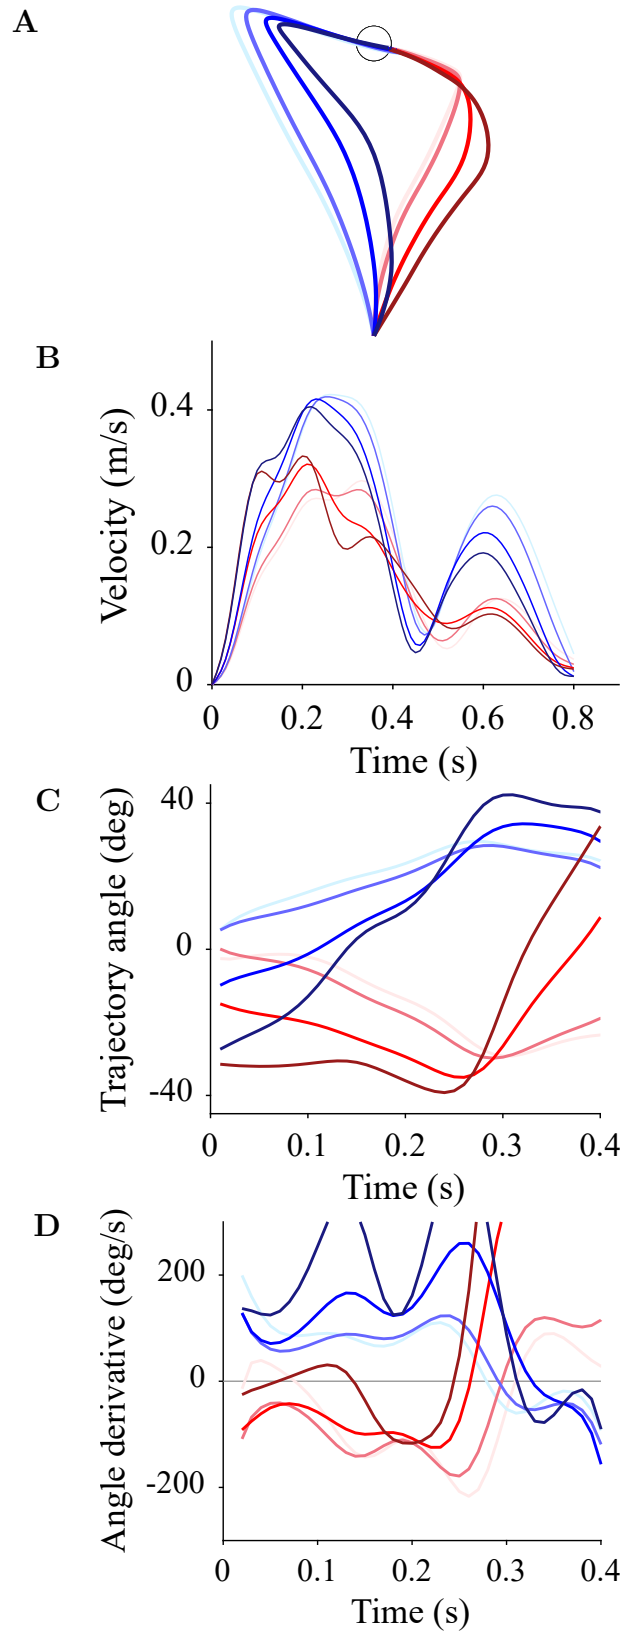 A
B
Velocity (m/s)
0.4
0.2
0
0 0.2 0.4 0.6 0.8
Time (s)
C
Trajectory angle (deg)
40
0
-40
0 0.1 0.2 0.3 0.4
Time (s)
D
Angle derivative (deg/s)
200
0
-200
0 0.1 0.2 0.3 0.4
Time (s)